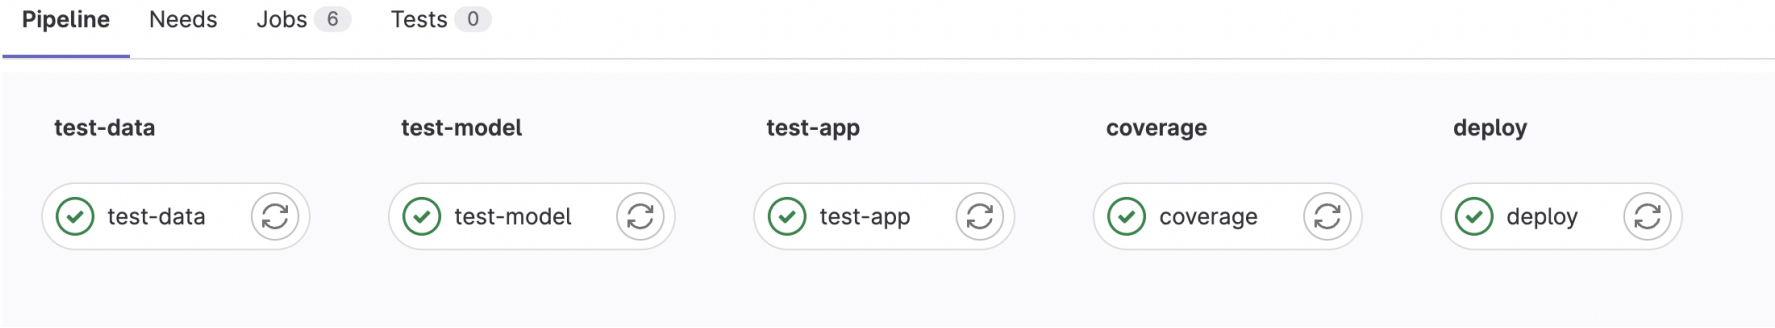 Pipeline Needs Jobs 6 Tests 0
test-data test-model test-app coverage deploy
test-data test-model test-app coverage deploy